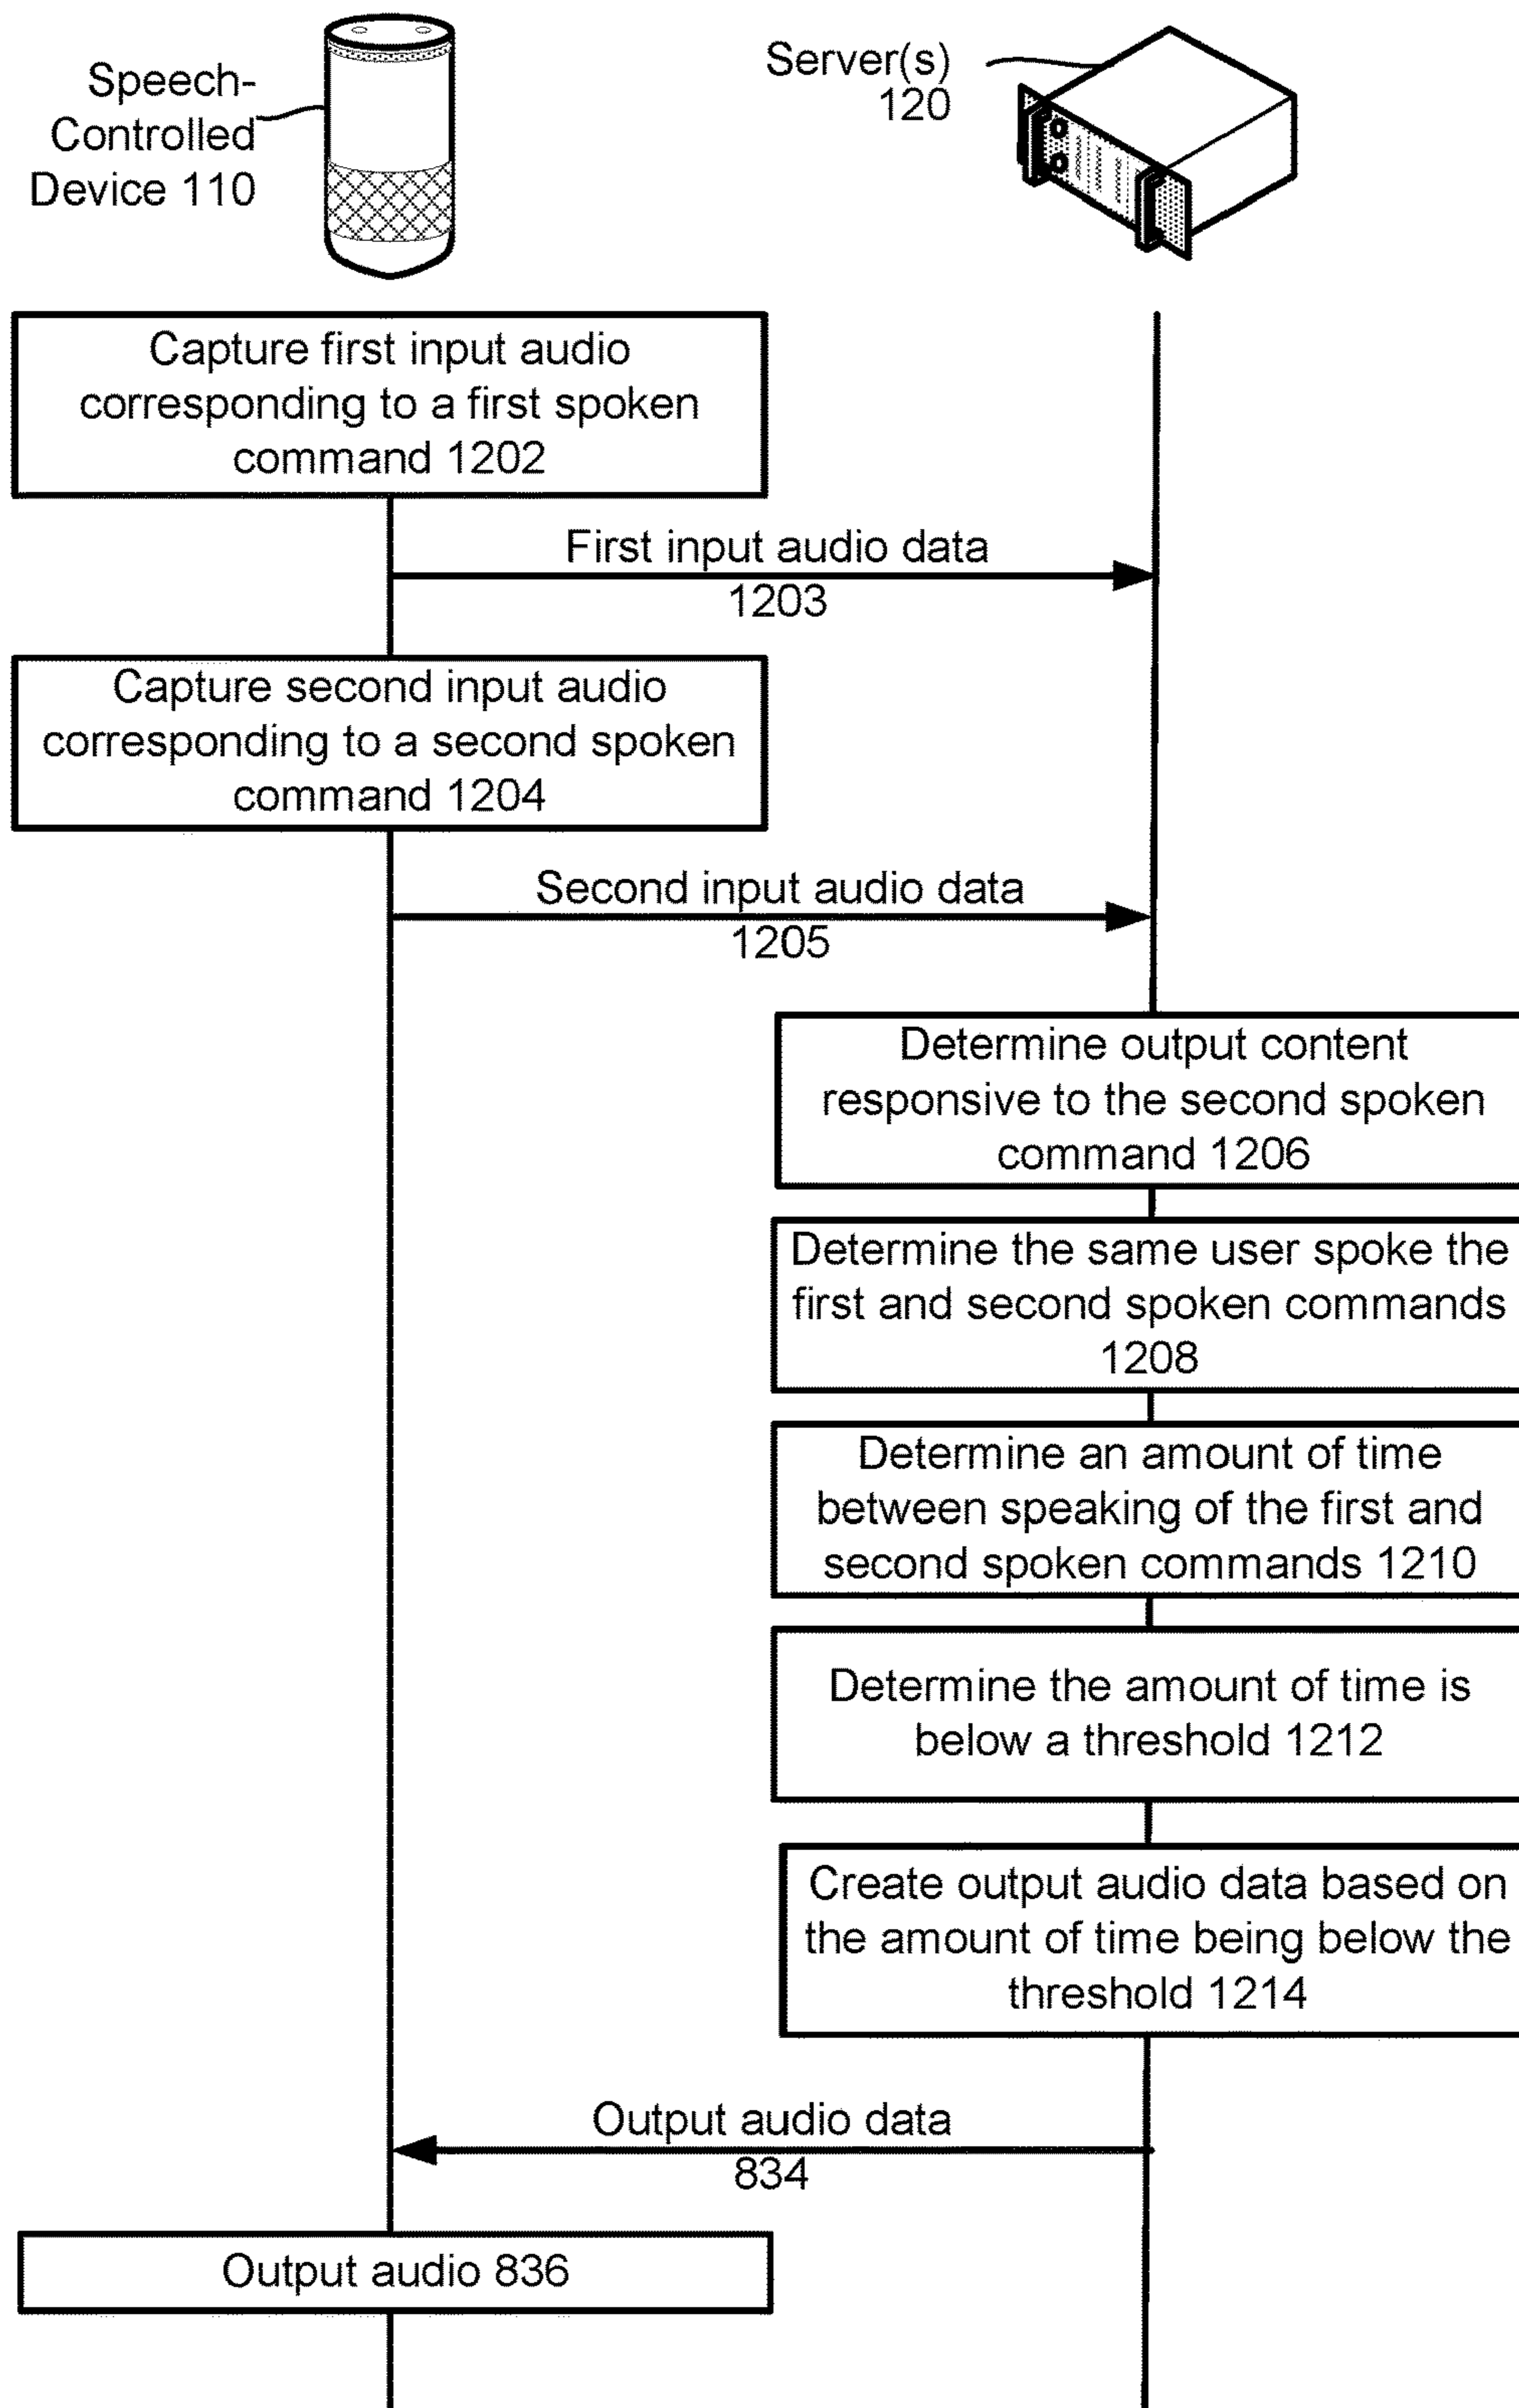 Speech-
Controlled
Device 110
Server(s)
120
Capture first input audio
corresponding to a first spoken
command 1202
First input audio data
1203
Capture second input audio
corresponding to a second spoken
command 1204
Second input audio data
1205
Determine output content
responsive to the second spoken
command 1206
Determine the same user spoke the
first and second spoken commands
1208
Determine an amount of time
between speaking of the first and
second spoken commands 1210
Determine the amount of time is
below a threshold 1212
Create output audio data based on
the amount of time being below the
threshold 1214
Output audio data
834
Output audio 836